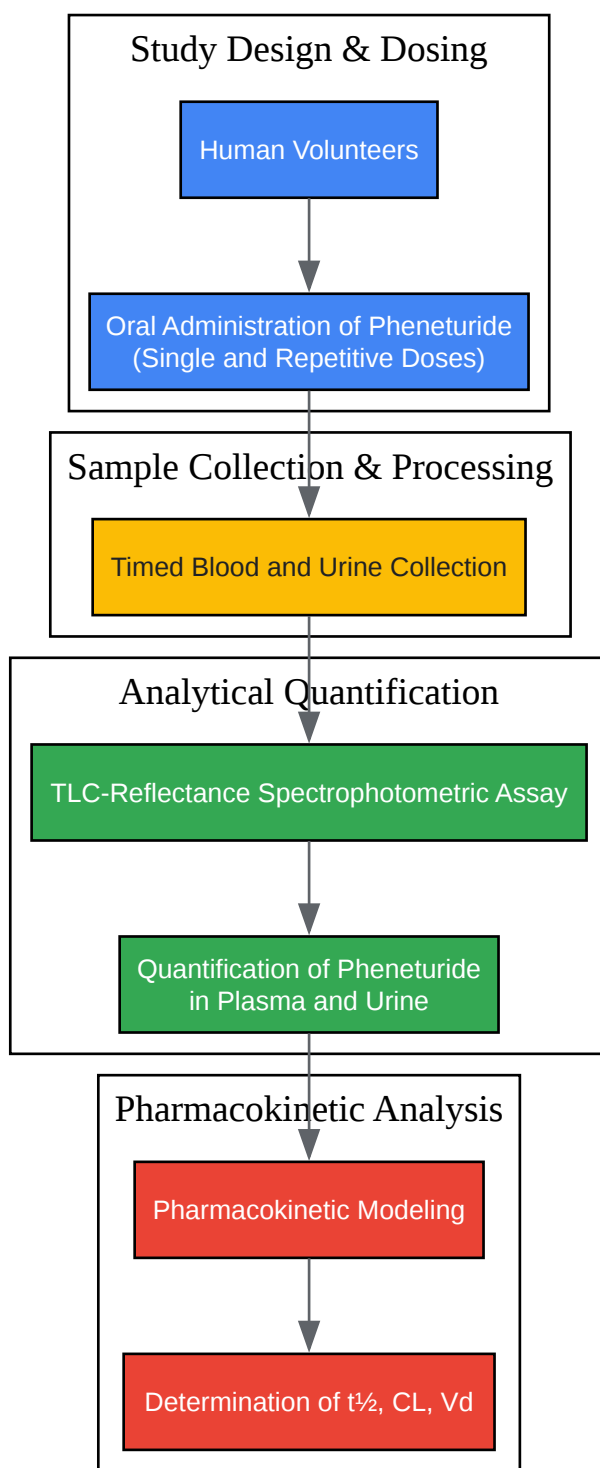 Study Design & Dosing
Human Volunteers
Oral Administration of Pheneturide
(Single and Repetitive Doses)
Sample Collection & Processing
Timed Blood and Urine Collection
Analytical Quantification
TLC-Reflectance Spectrophotometric Assay
Quantification of Pheneturide
in Plasma and Urine
Pharmacokinetic Analysis
Pharmacokinetic Modeling
Determination of t½, CL, Vd